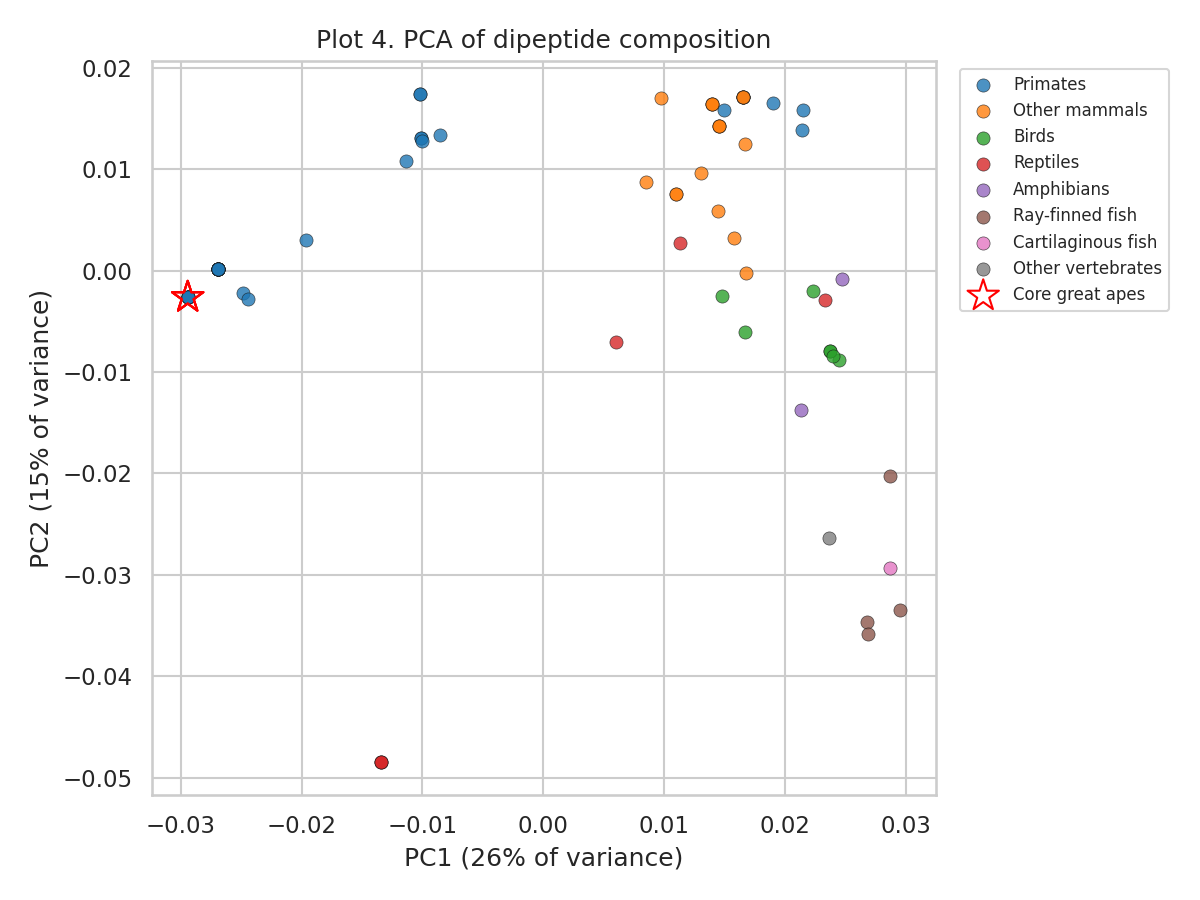 Plot 4. PCA of dipeptide composition
0.02
0.01
0.00
−0.01
−0.02
−0.03
−0.04
−0.05
PC2 (15% of variance)
−0.03
−0.02
−0.01
0.00
0.01
0.02
0.03
PC1 (26% of variance)
Primates
Other mammals
Birds
Reptiles
Amphibians
Ray-finned fish
Cartilaginous fish
Other vertebrates
Core great apes